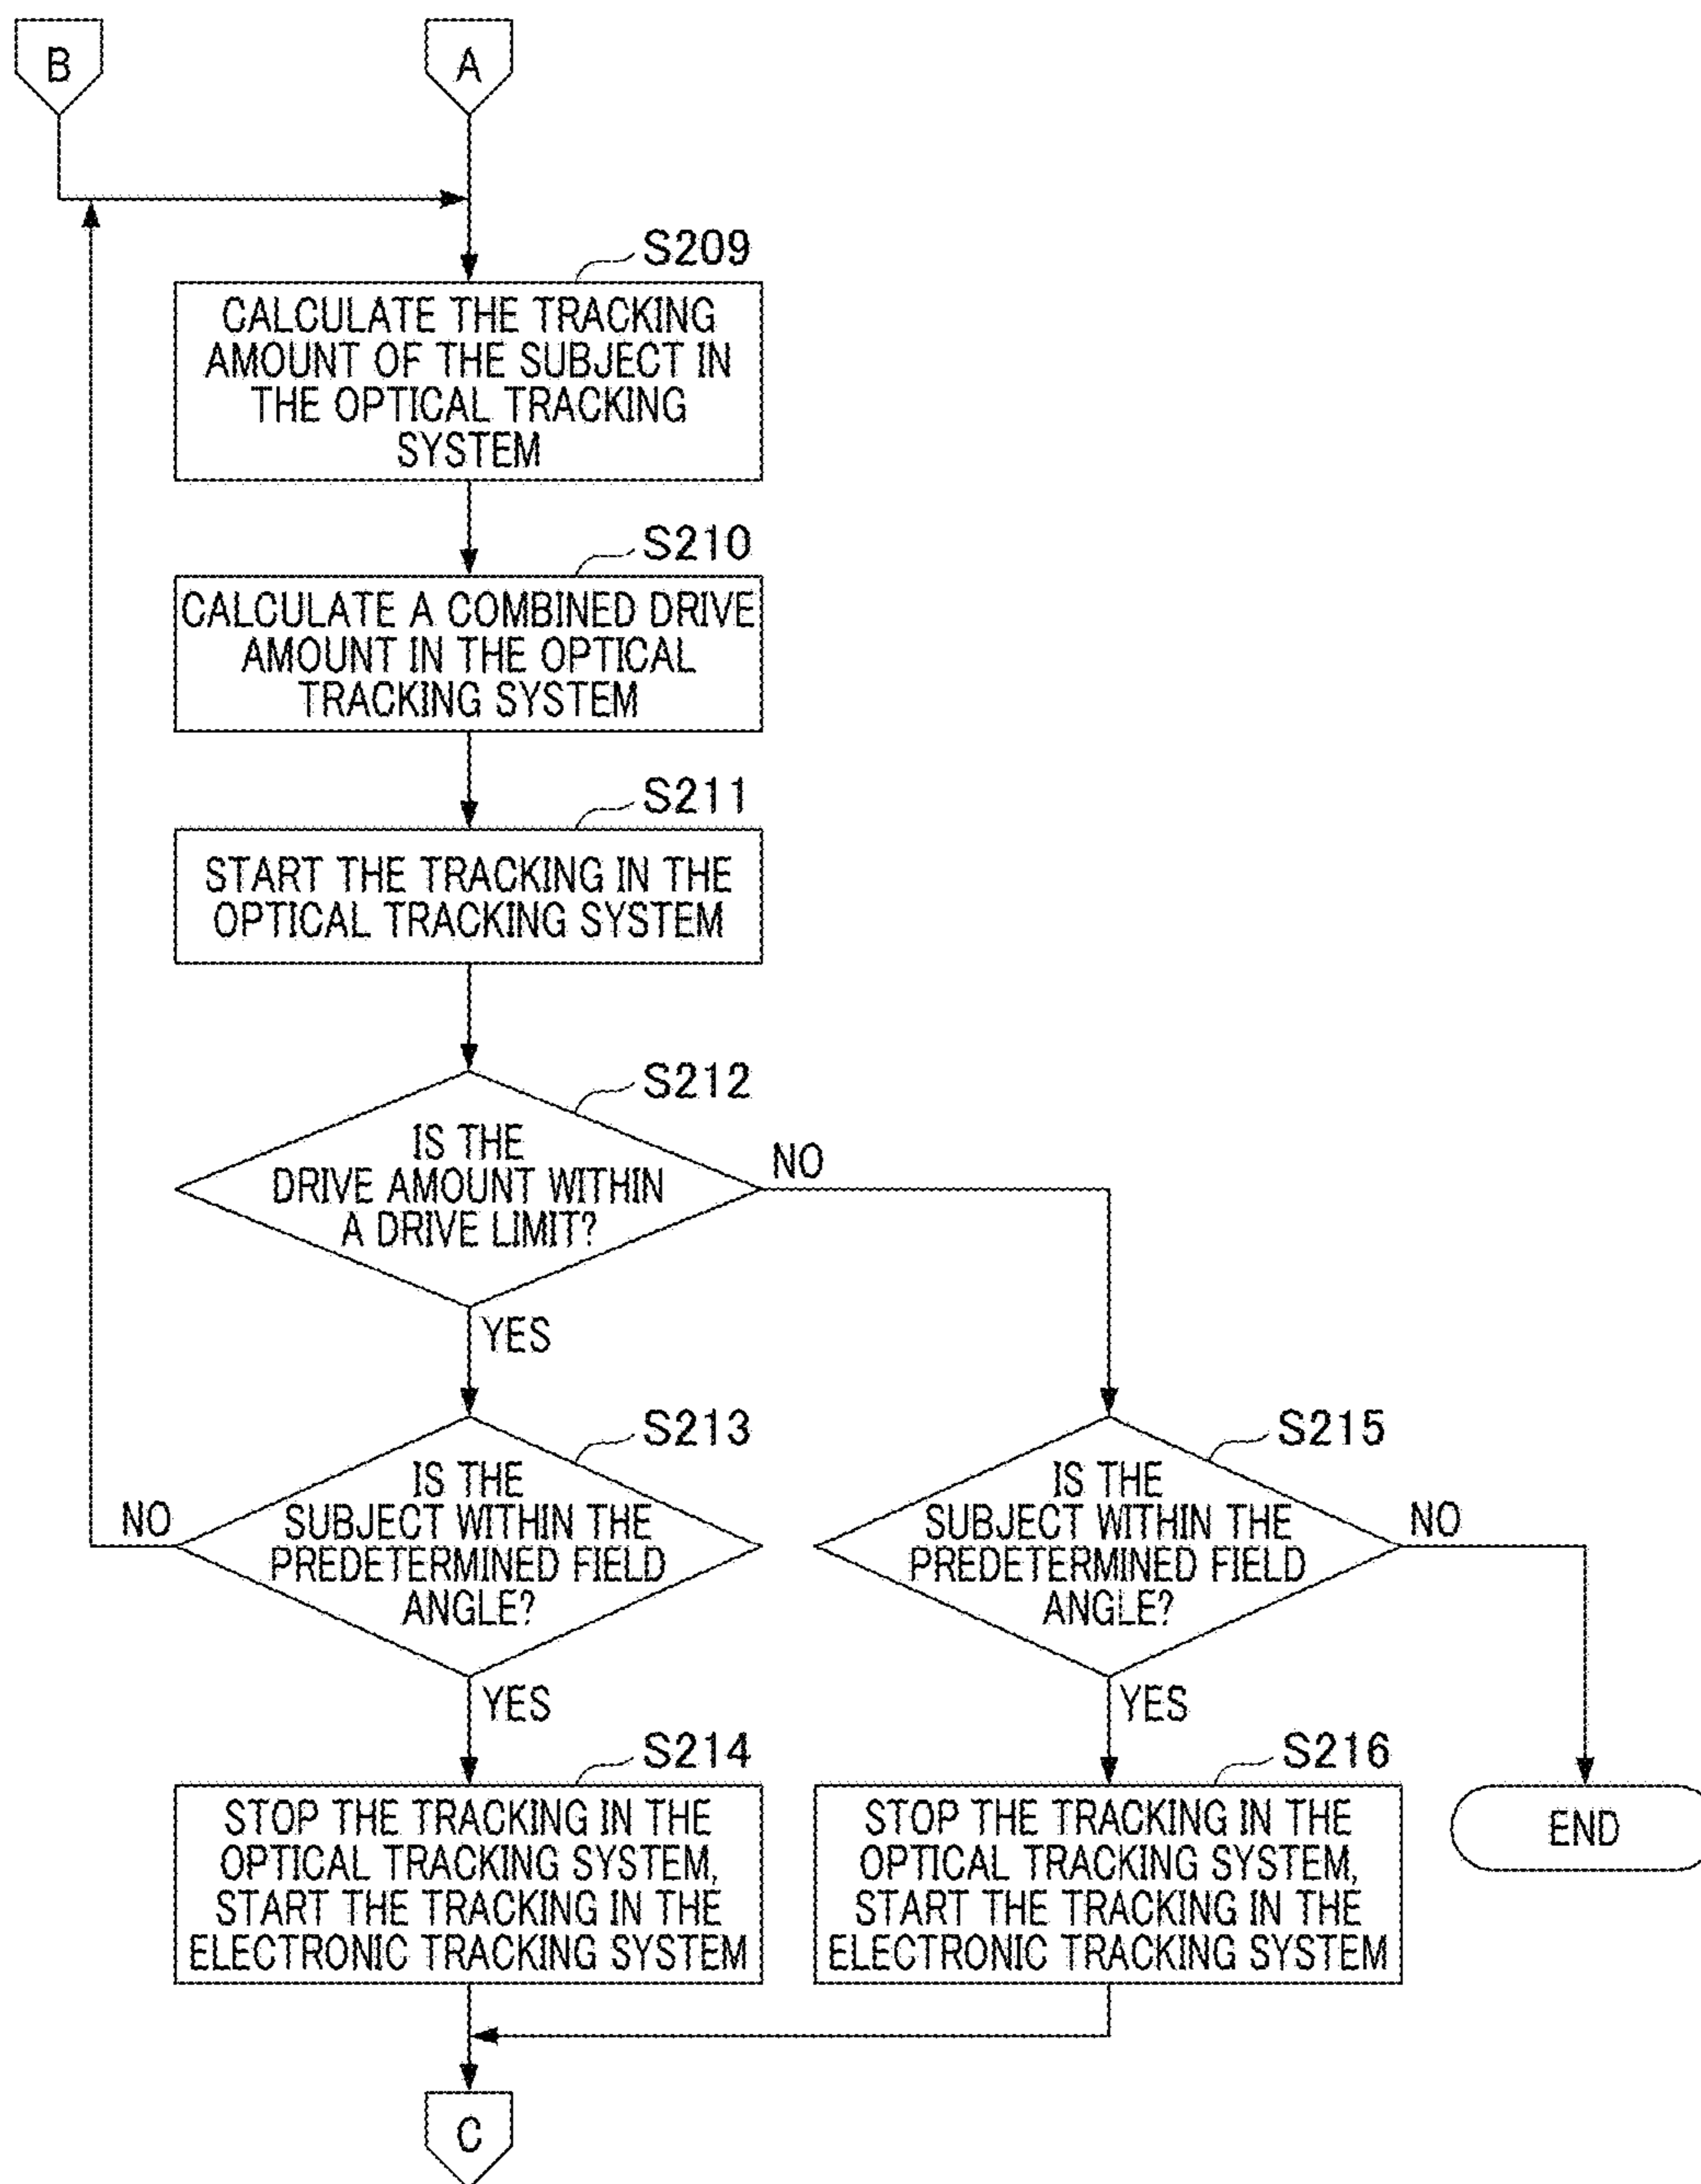 B
A
S209
CALCULATE THE TRACKING
AMOUNT OF THE SUBJECT IN
THE OPTICAL TRACKING
SYSTEM
S210
CALCULATE A COMBINED DRIVE
AMOUNT IN THE OPTICAL
TRACKING SYSTEM
S211
START THE TRACKING IN THE
OPTICAL TRACKING SYSTEM
S212
IS THE
DRIVE AMOUNT WITHIN
A DRIVE LIMIT?
NO
YES
S213
IS THE
SUBJECT WITHIN THE
PREDETERMINED FIELD
ANGLE?
NO
YES
S215
IS THE
SUBJECT WITHIN THE
PREDETERMINED FIELD
ANGLE?
NO
YES
S214
STOP THE TRACKING IN THE
OPTICAL TRACKING SYSTEM,
START THE TRACKING IN THE
ELECTRONIC TRACKING SYSTEM
S216
STOP THE TRACKING IN THE
OPTICAL TRACKING SYSTEM,
START THE TRACKING IN THE
ELECTRONIC TRACKING SYSTEM
END
C